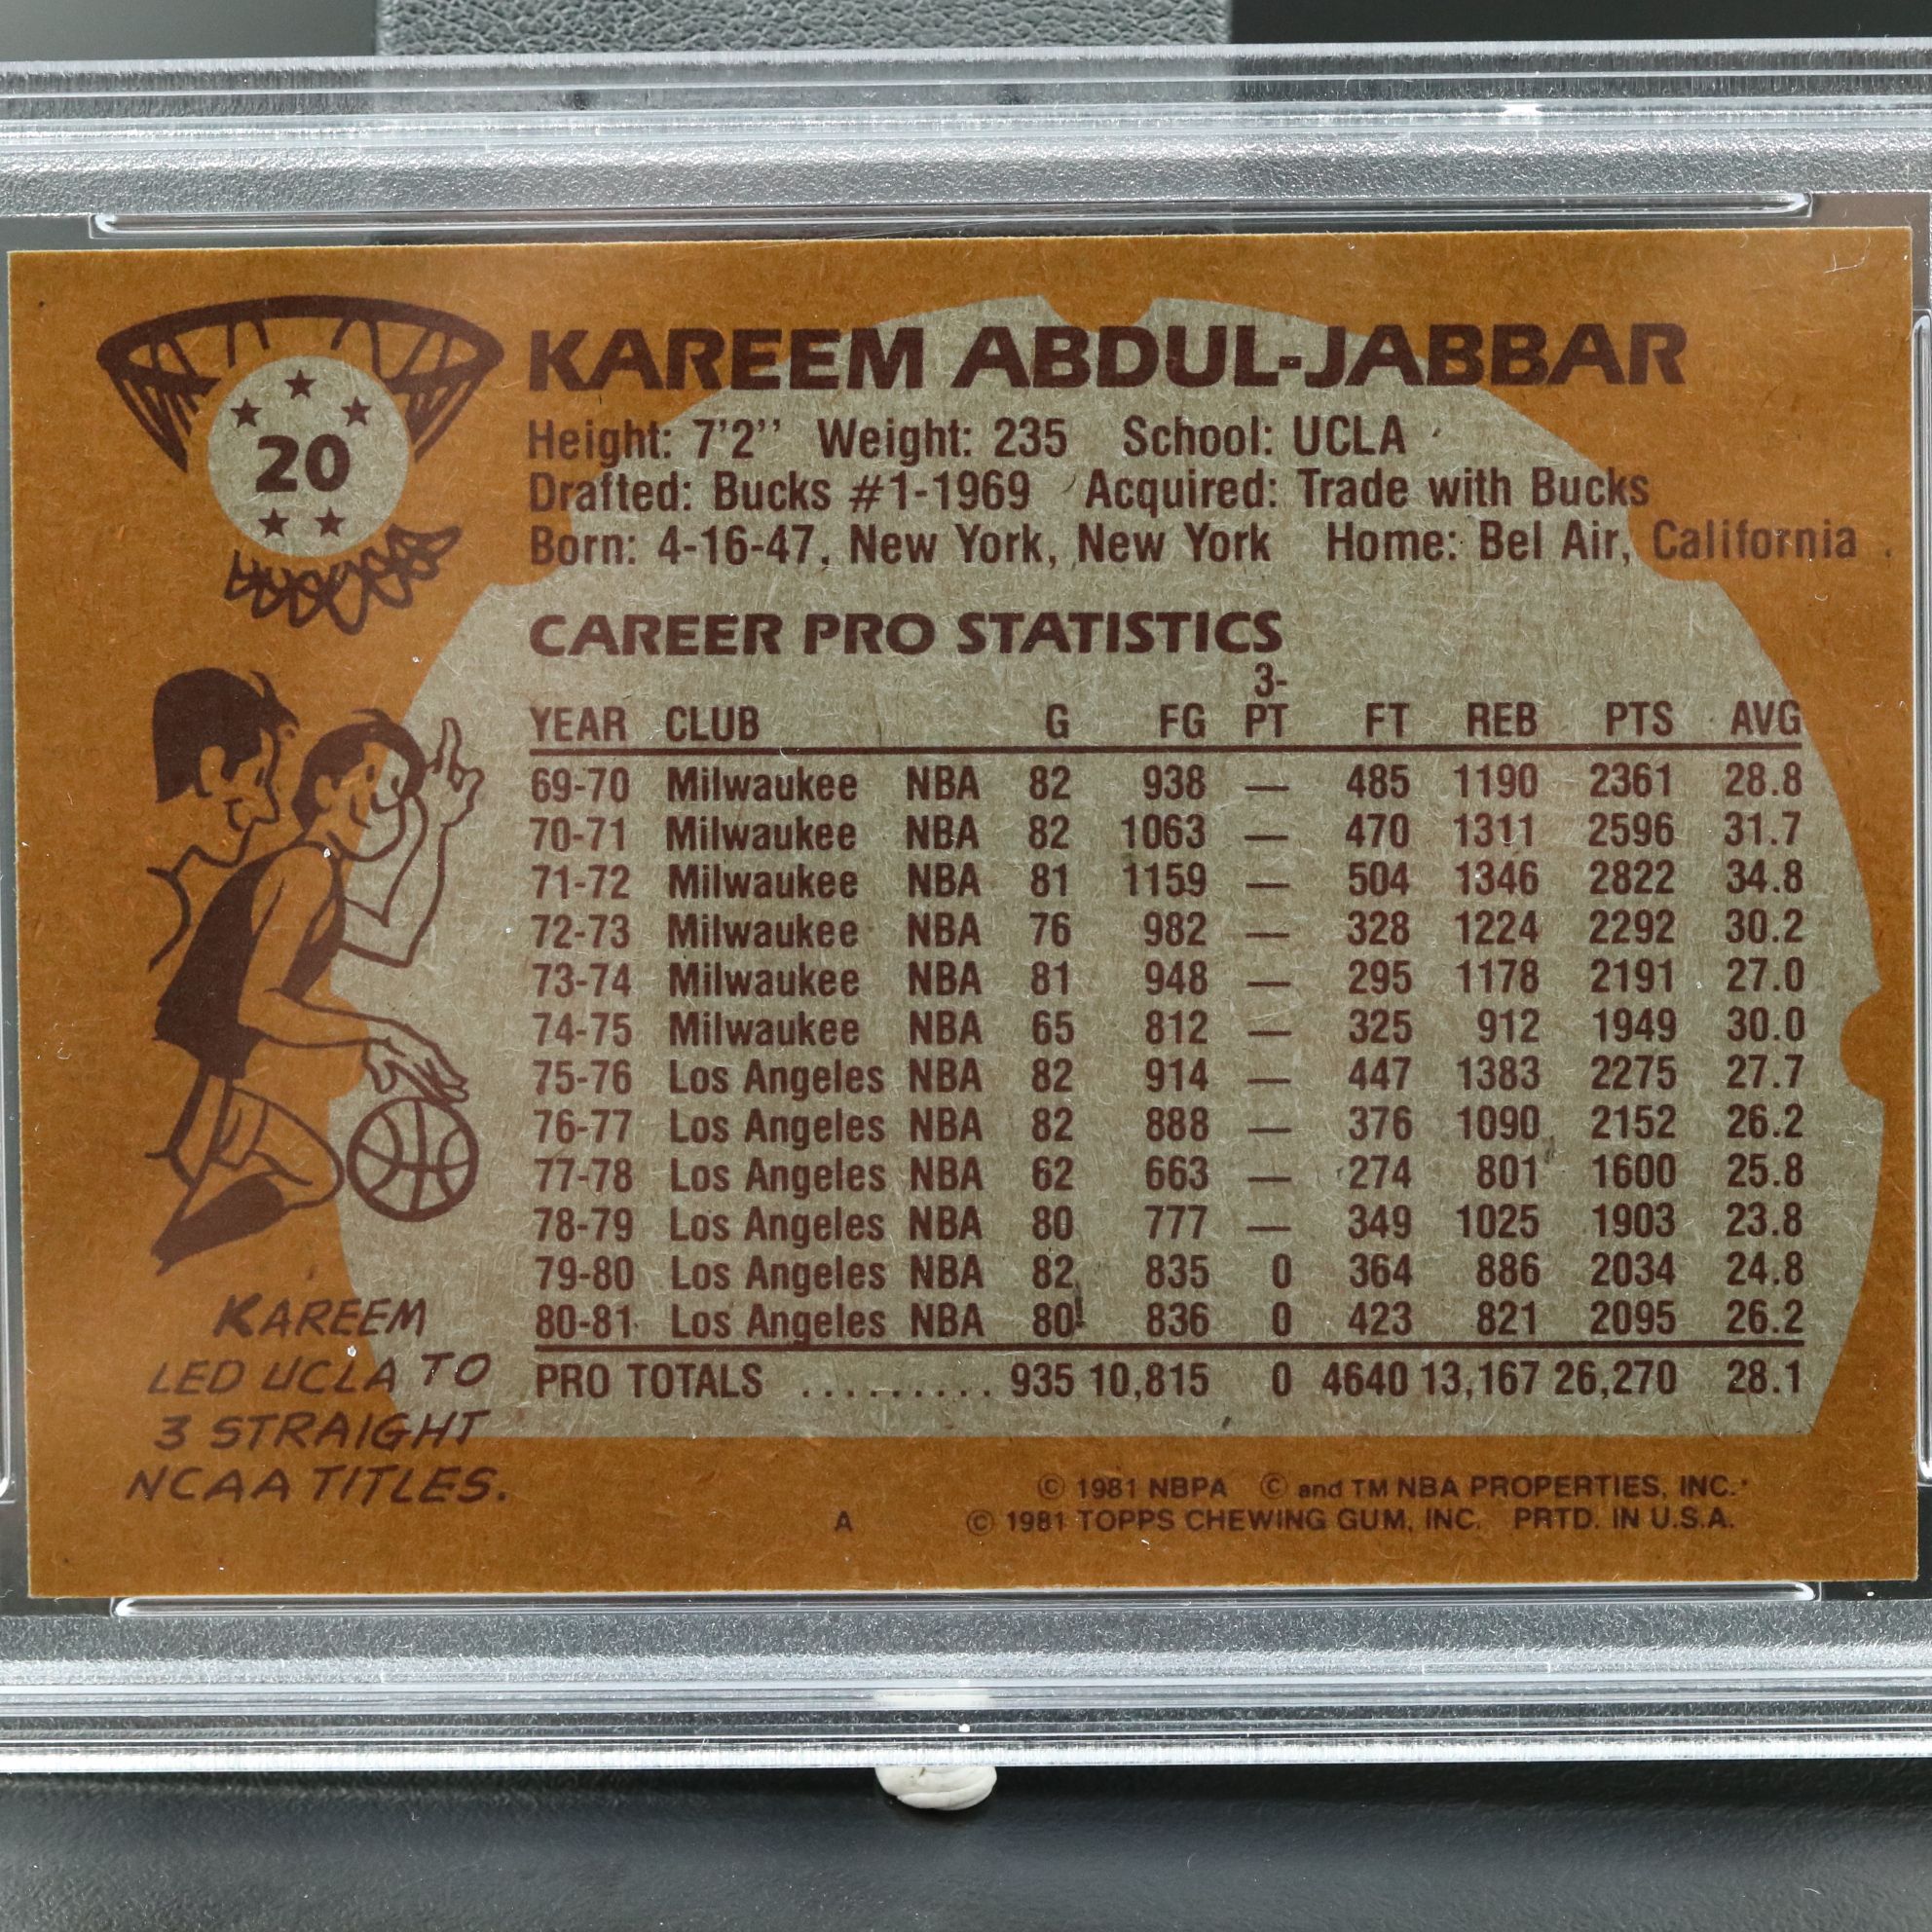 20
KAREEM ABDUL-JABBAR
Height: 7'2'' Weight: 235 School: UCLA
Drafted: Bucks #1-1969 Acquired: Trade with Bucks
Born: 4-16-47, New York, New York Home: Bel Air, California
CAREER PRO STATISTICS
3-
YEAR CLUB G FG PT FT REB PTS AVG
69-70 Milwaukee NBA 82 938 — 485 1190 2361 28.8
70-71 Milwaukee NBA 82 1063 — 470 1311 2596 31.7
71-72 Milwaukee NBA 81 1159 — 504 1346 2822 34.8
72-73 Milwaukee NBA 76 982 — 328 1224 2292 30.2
73-74 Milwaukee NBA 81 948 — 295 1178 2191 27.0
74-75 Milwaukee NBA 65 812 — 325 912 1949 30.0
75-76 Los Angeles NBA 82 914 — 447 1383 2275 27.7
76-77 Los Angeles NBA 82 888 — 376 1090 2152 26.2
77-78 Los Angeles NBA 62 663 — 274 801 1600 25.8
78-79 Los Angeles NBA 80 777 — 349 1025 1903 23.8
79-80 Los Angeles NBA 82 835 0 364 886 2034 24.8
80-81 Los Angeles NBA 80 836 0 423 821 2095 26.2
PRO TOTALS ......... 935 10,815 0 4640 13,167 26,270 28.1
KAREEM
LED UCLA TO
3 STRAIGHT
NCAA TITLES.
© 1981 NBPA © and TM NBA PROPERTIES, INC.
A © 1981 TOPPS CHEWING GUM, INC. PRTD. IN U.S.A.